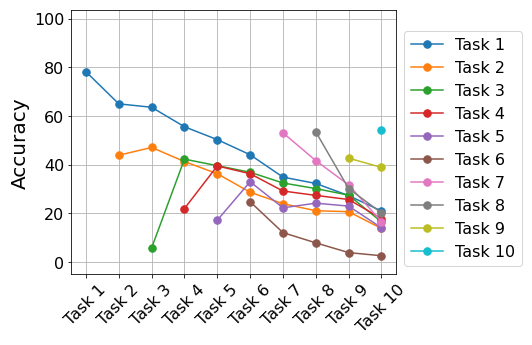 100
80
60
40
20
0
Accuracy
Task 1
Task 2
Task 3
Task 4
Task 5
Task 6
Task 7
Task 8
Task 9
Task 10
Task 1
Task 2
Task 3
Task 4
Task 5
Task 6
Task 7
Task 8
Task 9
Task 10